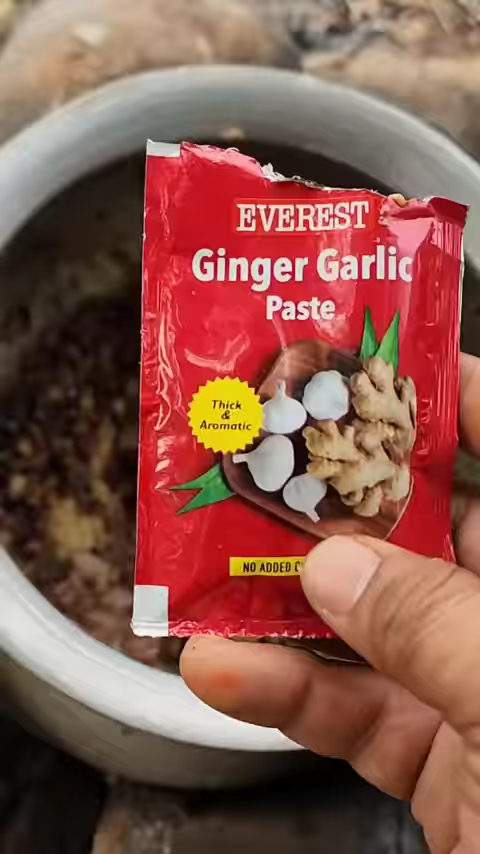 EVEREST
Ginger Garlic
Paste
Thick
&
Aromatic
NO ADDED